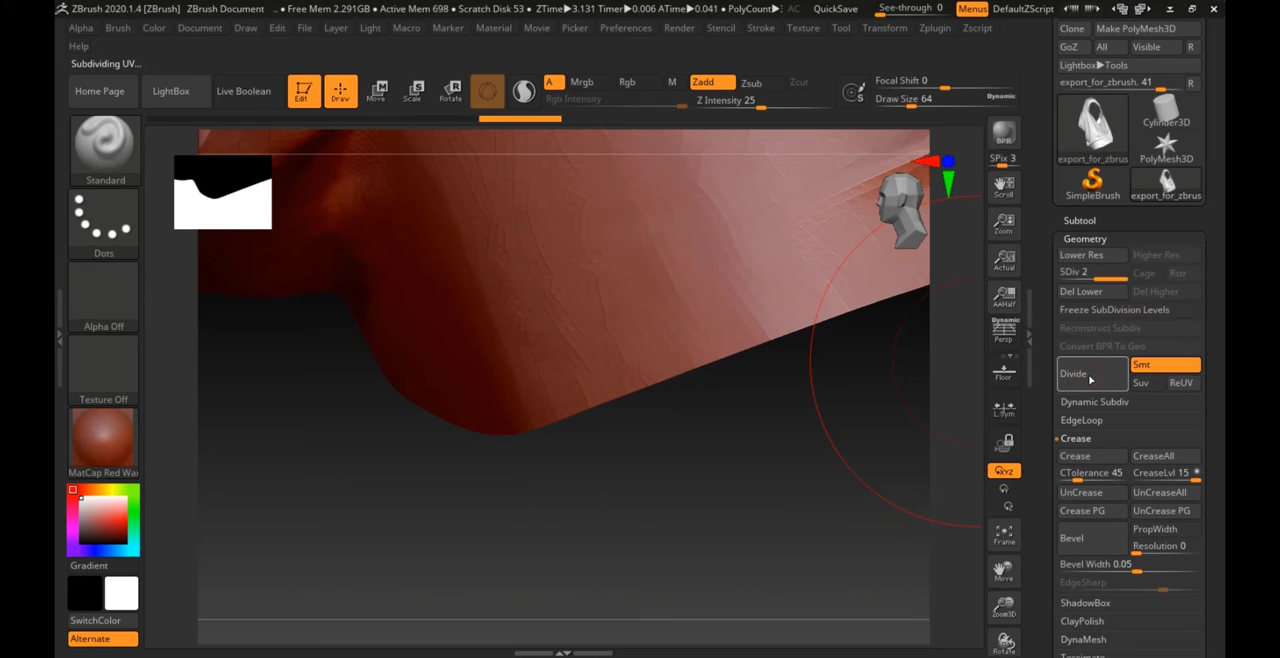 ZBrush 2020.1.4 [ZBrush]   ZBrush Document   .. ● Free Mem 2.291GB ● Active Mem 698 ● Scratch Disk 53 ● ZTime▶3.131 Timer▶0.006 ATime▶0.041 ● PolyCount▶   AC   QuickSave   See-through 0   Menus   DefaultZScript
Alpha Brush Color Document Draw Edit File Layer Light Macro Marker Material Movie Picker Preferences Render Stencil Stroke Texture Tool Transform Zplugin Zscript
Help
Subdividing UV...
Home Page
LightBox
Live Boolean
Edit
Draw
Move
Scale
Rotate
A Mrgb Rgb M Zadd Zsub Zcut
Rgb Intensity Z Intensity 25
S
Focal Shift 0
Draw Size 64 Dynamic
Standard
Dots
Alpha Off
Texture Off
MatCap Red Wax
Gradient
SwitchColor
Alternate
BPR
SPix 3
Scroll
Zoom
Actual
AAHalf
Dynamic
Persp
Floor
L.Sym
XYZ
Frame
Move
Zoom3D
Rotate
Clone Make PolyMesh3D
GoZ All Visible R
Lightbox▶Tools
export_for_zbrush. 41 R
export_for_zbrus Cylinder3D
PolyMesh3D
SimpleBrush export_for_zbrus
Subtool
Geometry
Lower Res Higher Res
SDiv 2 Cage Rstr
Del Lower Del Higher
Freeze SubDivision Levels
Reconstruct Subdiv
Convert BPR To Geo
Divide Smt
Suv ReUV
Dynamic Subdiv
EdgeLoop
Crease
Crease CreaseAll
CTolerance 45 CreaseLvl 15
UnCrease UnCreaseAll
Crease PG UnCrease PG
Bevel PropWidth
Resolution 0
Bevel Width 0.05
EdgeSharp
ShadowBox
ClayPolish
DynaMesh